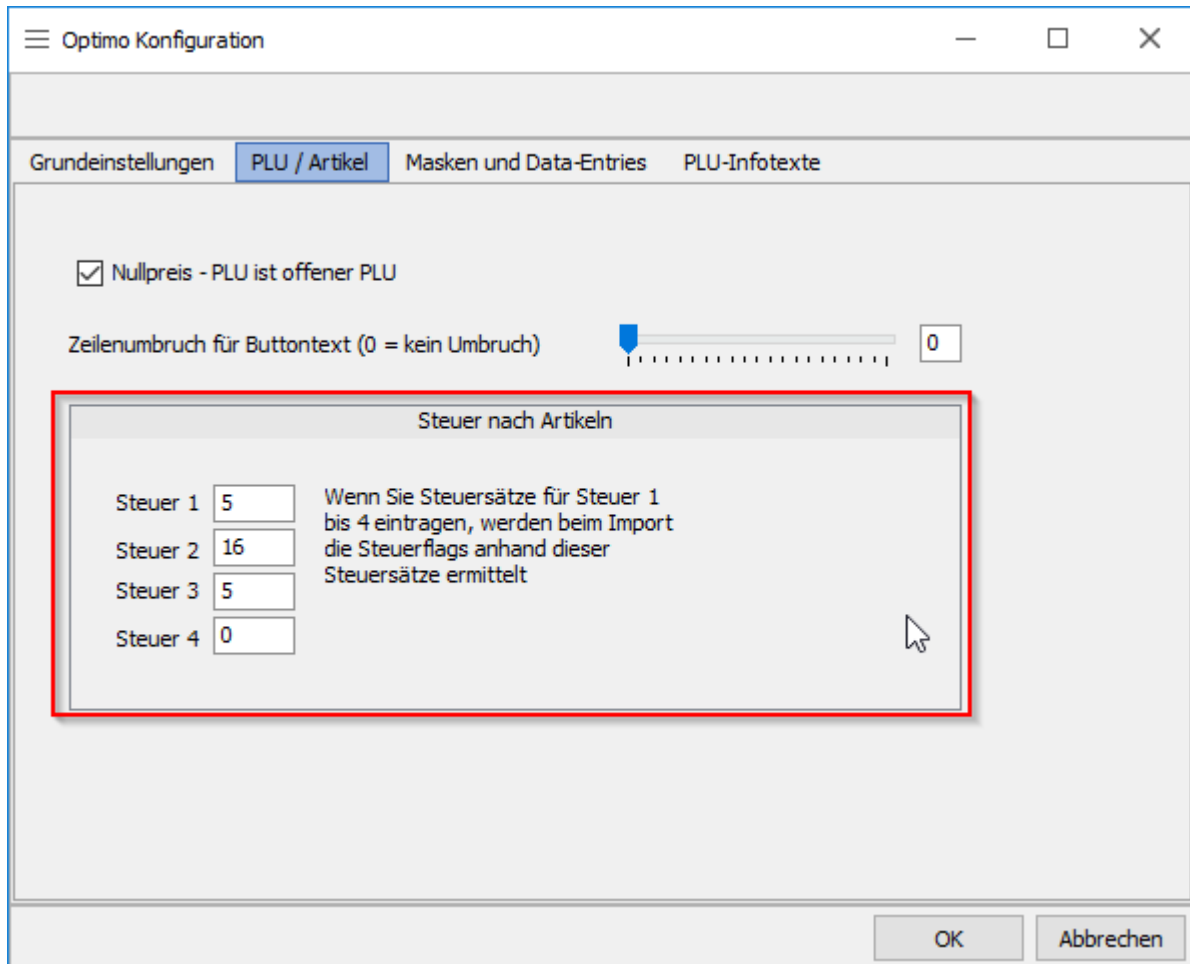 Optimo Konfiguration
Grundeinstellungen PLU / Artikel Masken und Data-Entries PLU-Infotexte
Nullpreis - PLU ist offener PLU
Zeilenumbruch für Buttontext (0 = kein Umbruch) 0
Steuer nach Artikeln
Steuer 1 5
Steuer 2 16
Steuer 3 5
Steuer 4 0
Wenn Sie Steuersätze für Steuer 1
bis 4 eintragen, werden beim Import
die Steuerflags anhand dieser
Steuersätze ermittelt
OK Abbrechen